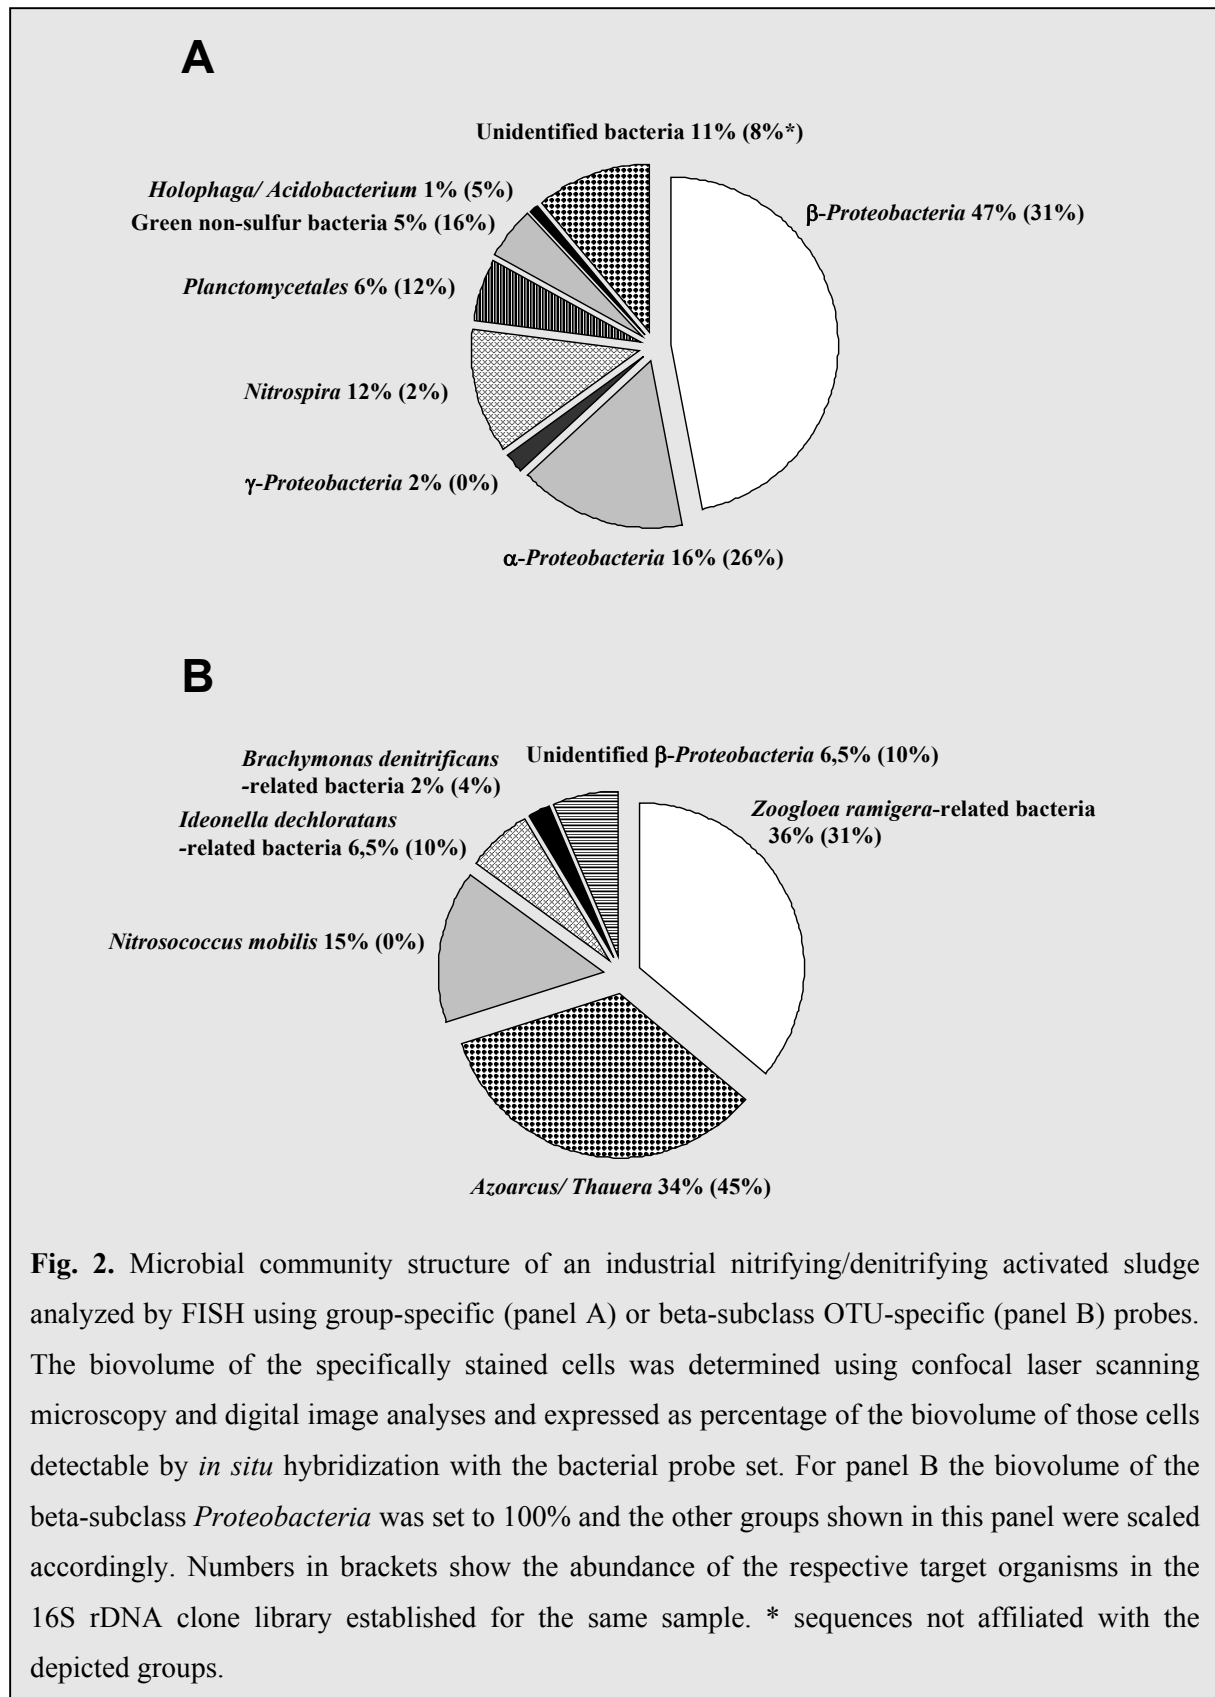 A
Unidentified bacteria 11% (8%*)
Holophaga/ Acidobacterium 1% (5%)
Green non-sulfur bacteria 5% (16%)
β-Proteobacteria 47% (31%)
Planctomycetales 6% (12%)
Nitrospira 12% (2%)
γ-Proteobacteria 2% (0%)
α-Proteobacteria 16% (26%)
B
Brachymonas denitrificans
-related bacteria 2% (4%)
Unidentified β-Proteobacteria 6,5% (10%)
Ideonella dechloratans
-related bacteria 6,5% (10%)
Zoogloea ramigera-related bacteria
36% (31%)
Nitrosococcus mobilis 15% (0%)
Azoarcus/ Thauera 34% (45%)
Fig. 2. Microbial community structure of an industrial nitrifying/denitrifying activated sludge
analyzed by FISH using group-specific (panel A) or beta-subclass OTU-specific (panel B) probes.
The biovolume of the specifically stained cells was determined using confocal laser scanning
microscopy and digital image analyses and expressed as percentage of the biovolume of those cells
detectable by in situ hybridization with the bacterial probe set. For panel B the biovolume of the
beta-subclass Proteobacteria was set to 100% and the other groups shown in this panel were scaled
accordingly. Numbers in brackets show the abundance of the respective target organisms in the
16S rDNA clone library established for the same sample. * sequences not affiliated with the
depicted groups.